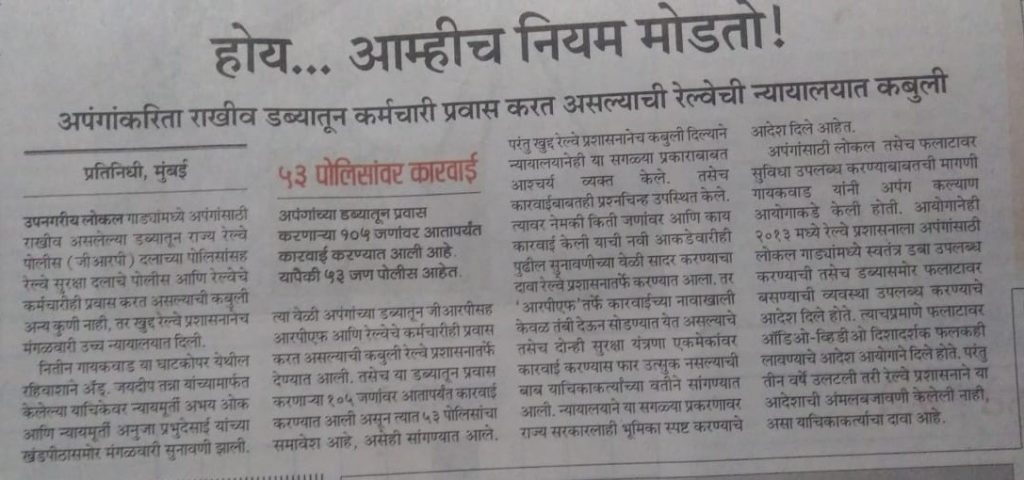 होय... आम्हीच नियम मोडतो!
अपंगांकरिता राखीव डब्यातून कर्मचारी प्रवास करत असल्याची रेल्वेची न्यायालयात कबुली
प्रतिनिधी, मुंबई
उपनगरीय लोकल गाड्यांमध्ये अपंगांसाठी
राखीव असलेल्या डब्यातून राज्य रेल्वे
पोलीस (जीआरपी) दलाच्या पोलिसांसह
रेल्वे सुरक्षा दलाचे पोलीस आणि रेल्वेचे
कर्मचारीही प्रवास करत असल्याची कबुली
अन्य कुणी नाही, तर खुद्द रेल्वे प्रशासनानेच
मंगळवारी उच्च न्यायालयात दिली.
नितीन गायकवाड या घाटकोपर येथील
रहिवाशाने अ‍ॅड. जयदीप तन्ना यांच्यामार्फत
केलेल्या याचिकेवर न्यायमूर्ती अभय ओक
आणि न्यायमूर्ती अनुजा प्रभुदेसाई यांच्या
खंडपीठासमोर मंगळवारी सुनावणी झाली.
५३ पोलिसांवर कारवाई
अपंगांच्या डब्यातून प्रवास
करणाऱ्या १०५ जणांवर आतापर्यंत
कारवाई करण्यात आली आहे.
यापैकी ५३ जण पोलीस आहेत.
त्या वेळी अपंगांच्या डब्यातून जीआरपीसह
आरपीएफ आणि रेल्वेचे कर्मचारीही प्रवास
करत असल्याची कबुली रेल्वे प्रशासनातर्फे
देण्यात आली. तसेच या डब्यातून प्रवास
करणाऱ्या १०५ जणांवर आतापर्यंत कारवाई
करण्यात आली असून त्यात ५३ पोलिसांचा
समावेश आहे, असेही सांगण्यात आले.
परंतु खुद्द रेल्वे प्रशासनानेच कबुली दिल्याने
न्यायालयानेही या सगळ्या प्रकाराबाबत
आश्चर्य व्यक्त केले. तसेच
कारवाईबाबतही प्रश्नचिन्ह उपस्थित केले.
त्यावर नेमकी किती जणांवर आणि काय
कारवाई केली याची नवी आकडेवारीही
पुढील सुनावणीच्या वेळी सादर करण्याचा
दावा रेल्वे प्रशासनातर्फे करण्यात आला. तर
'आरपीएफ'तर्फे कारवाईच्या नावाखाली
केवळ तंबी देऊन सोडण्यात येत असल्याचे
तसेच दोन्ही सुरक्षा यंत्रणा एकमेकांवर
कारवाई करण्यास फार उत्सुक नसल्याची
बाब याचिकाकर्त्याच्या वतीने सांगण्यात
आली. न्यायालयाने या सगळ्या प्रकरणावर
राज्य सरकारलाही भूमिका स्पष्ट करण्याचे
आदेश दिले आहेत.
अपंगांसाठी लोकल तसेच फलाटावर
सुविधा उपलब्ध करण्याबाबतची मागणी
गायकवाड यांनी अपंग कल्याण
आयोगाकडे केली होती. आयोगानेही
२०१३ मध्ये रेल्वे प्रशासनाला अपंगांसाठी
लोकल गाड्यांमध्ये स्वतंत्र डबा उपलब्ध
करण्याची तसेच डब्यासमोर फलाटावर
बसण्याची व्यवस्था उपलब्ध करण्याचे
आदेश दिले होते. त्याचप्रमाणे फलाटावर
ऑडिओ-व्हिडीओ दिशादर्शक फलकही
लावण्याचे आदेश आयोगाने दिले होते. परंतु
तीन वर्षे उलटली तरी रेल्वे प्रशासनाने या
आदेशाची अंमलबजावणी केलेली नाही,
असा याचिकाकर्त्याचा दावा आहे.